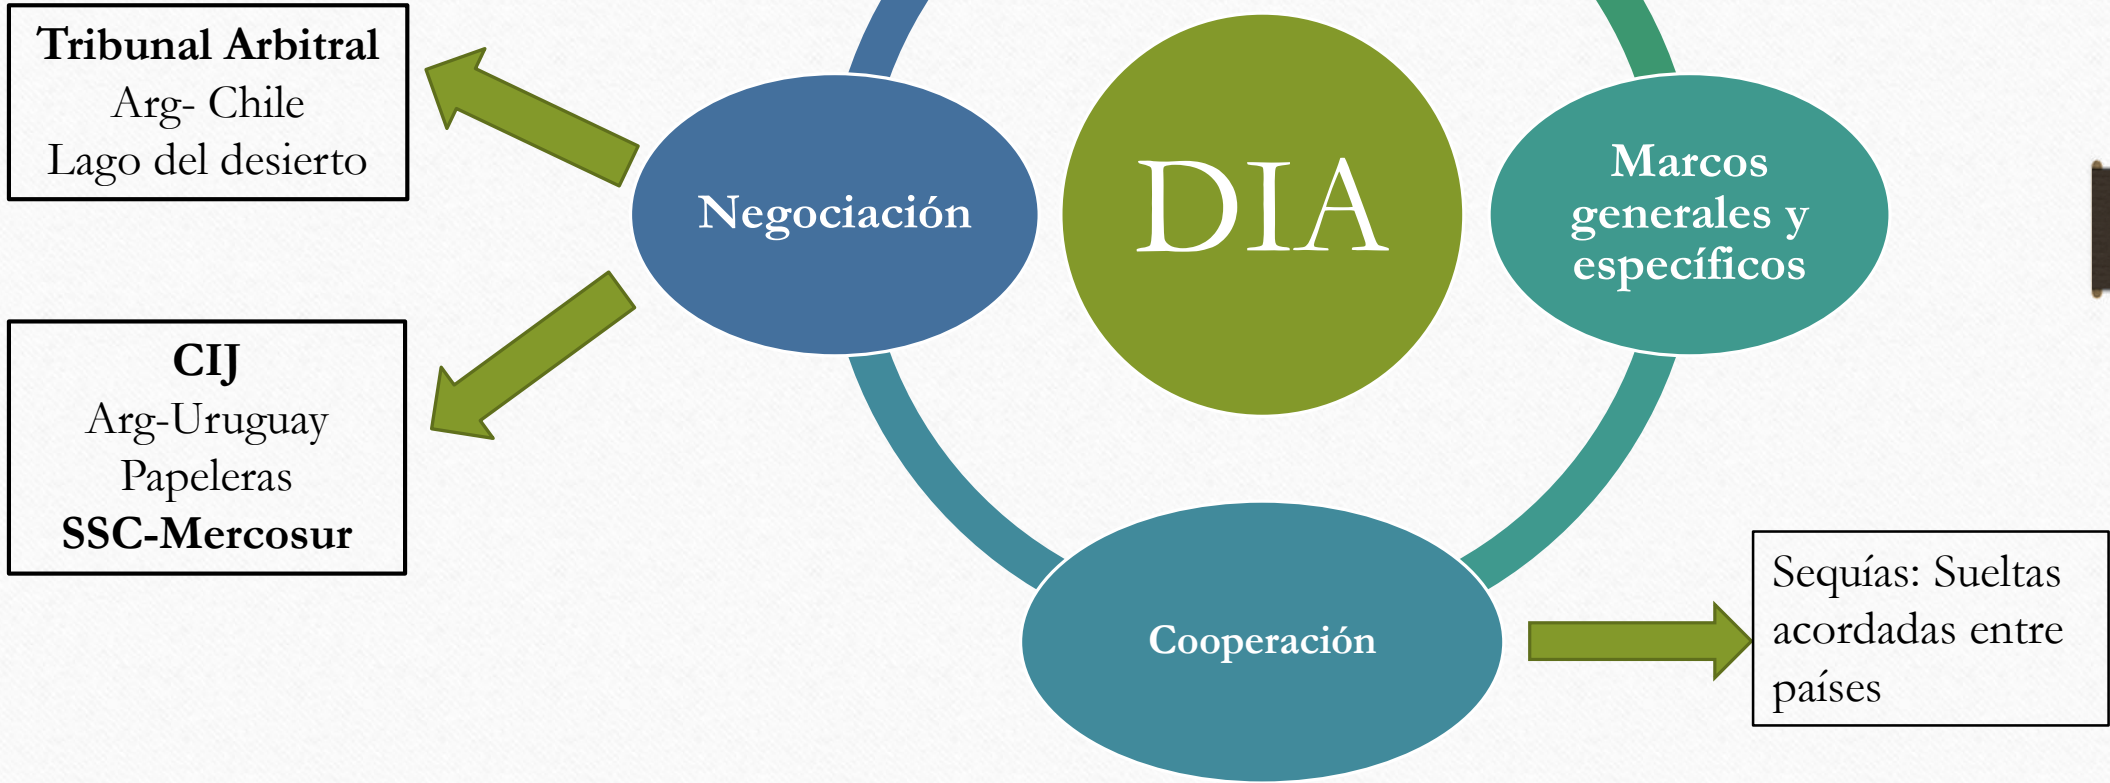 Tribunal Arbitral
Arg- Chile
Lago del desierto
Negociación
DIA
Marcos
generales y
específicos
CIJ
Arg-Uruguay
Papeleras
SSC-Mercosur
Cooperación
Sequías: Sueltas
acordadas entre
países